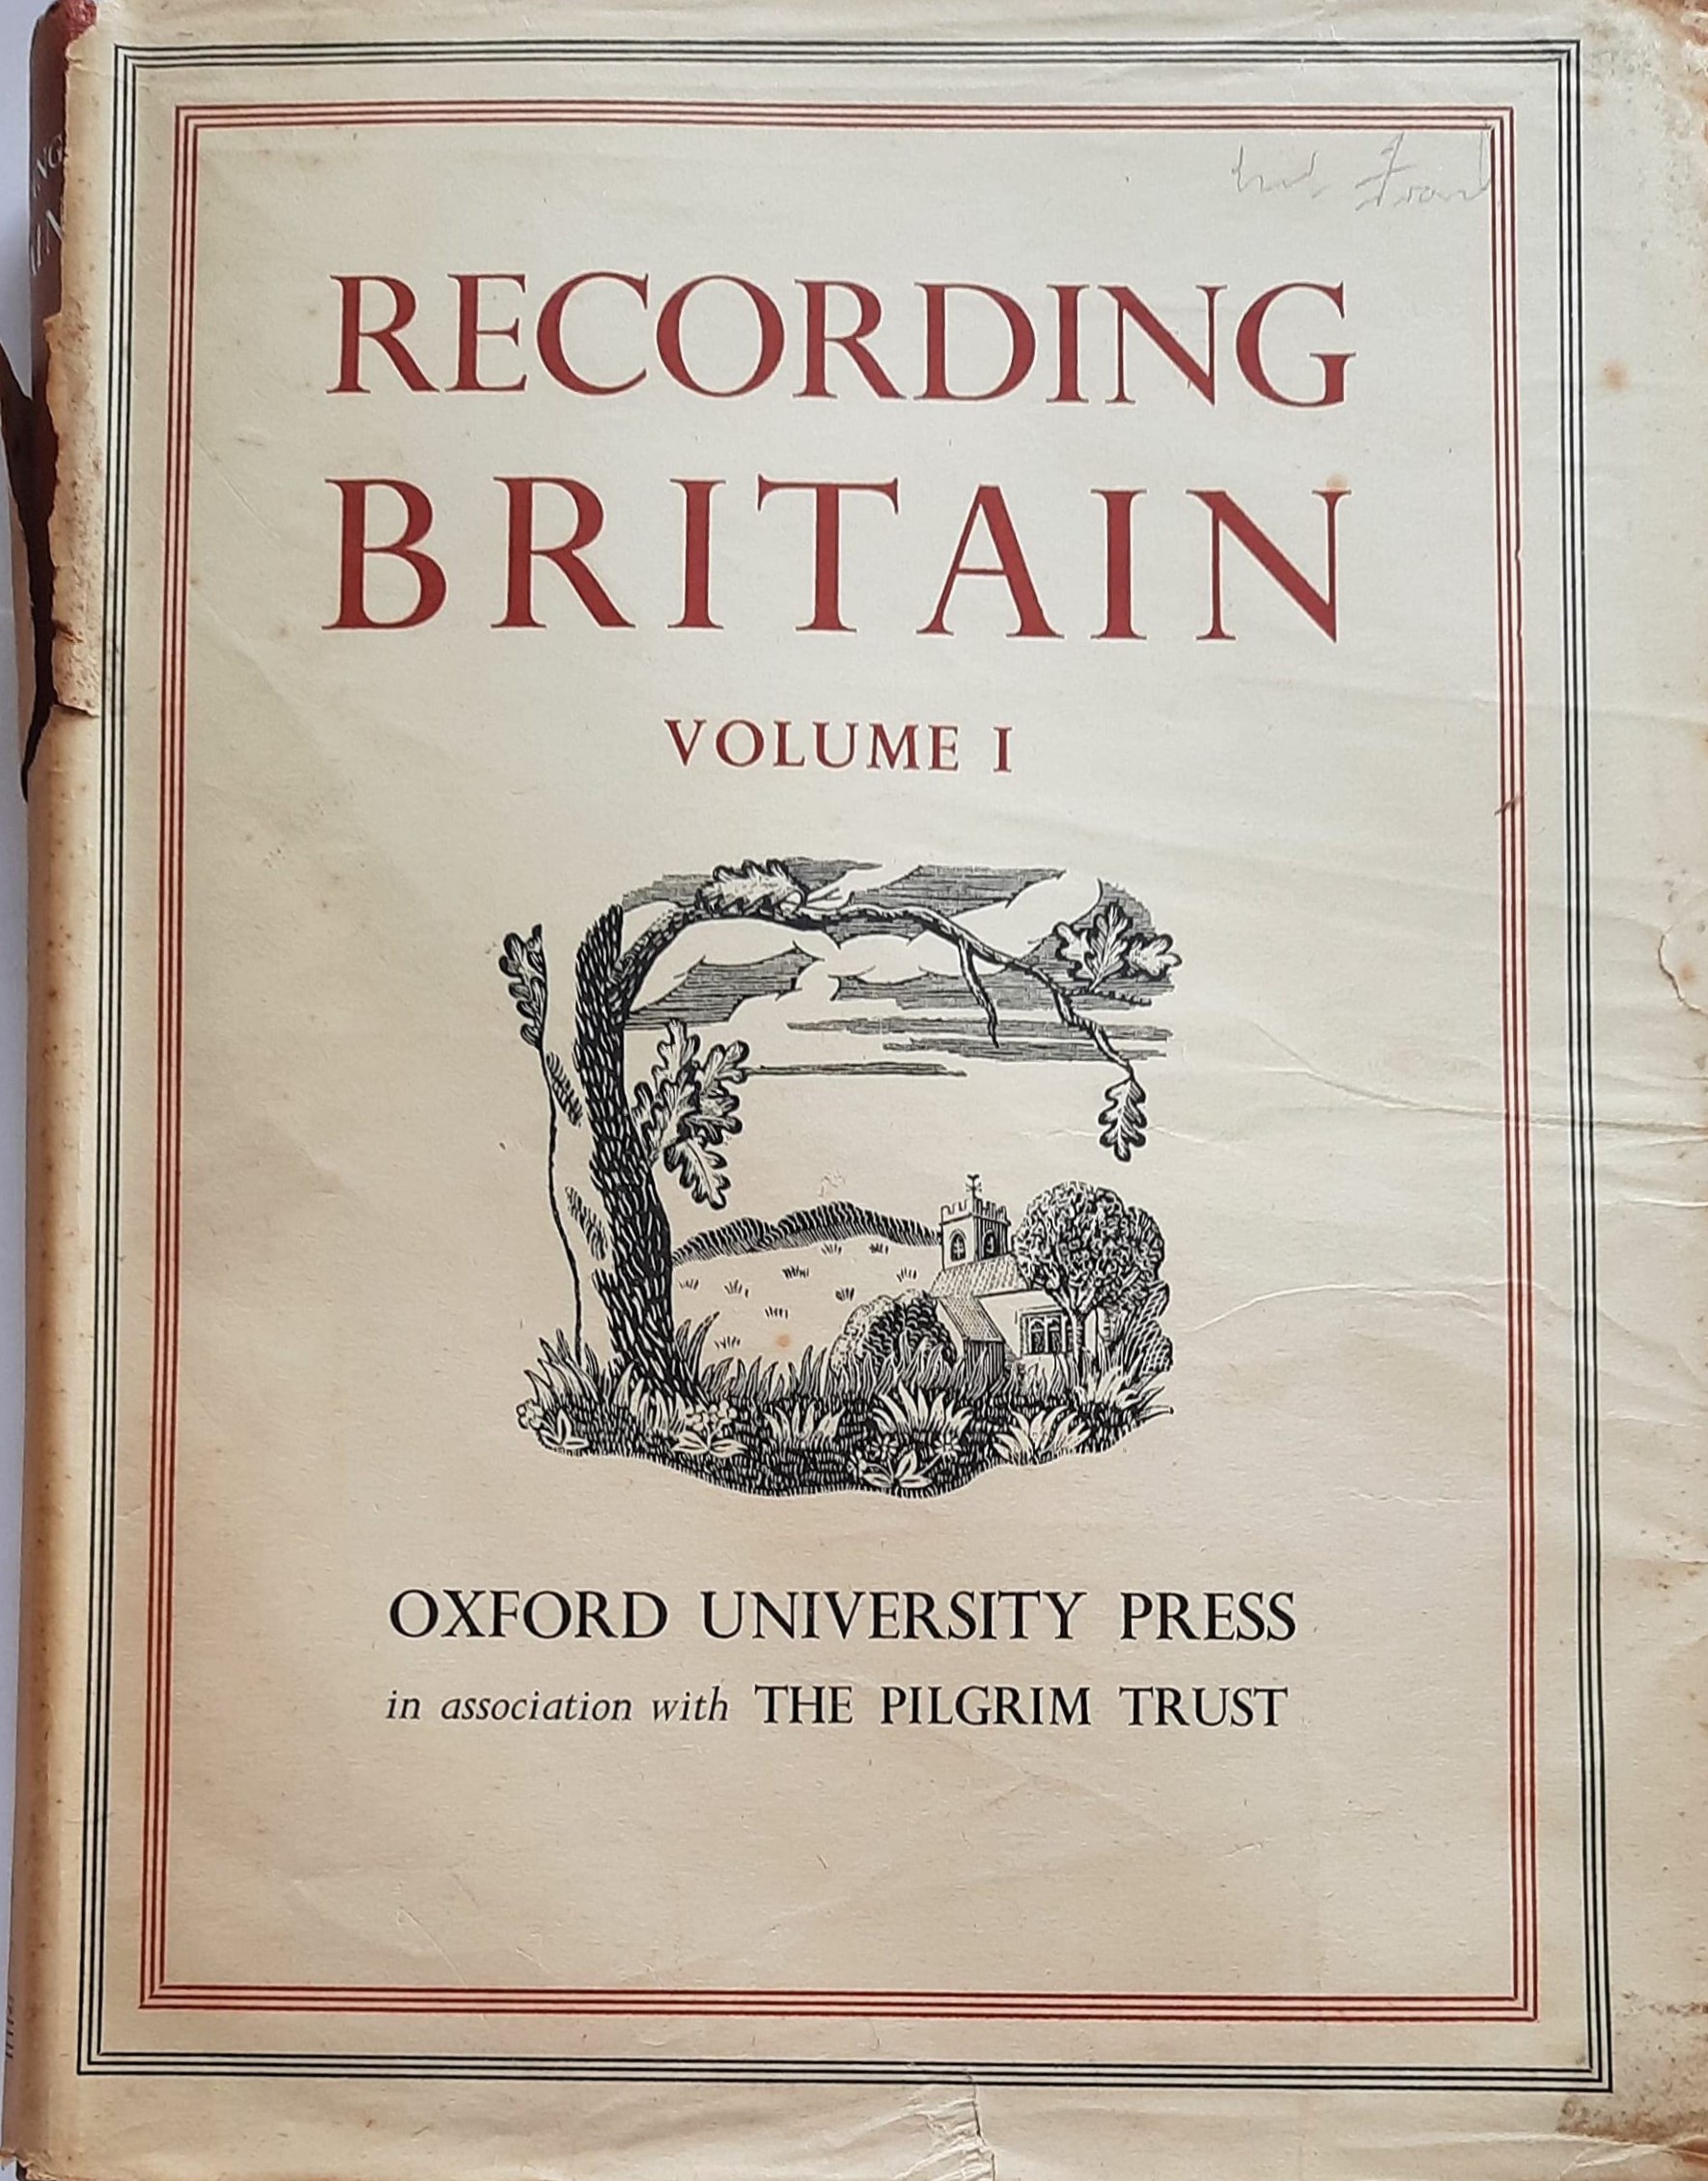 RECORDING
BRITAIN
VOLUME I
OXFORD UNIVERSITY PRESS
in association with THE PILGRIM TRUST